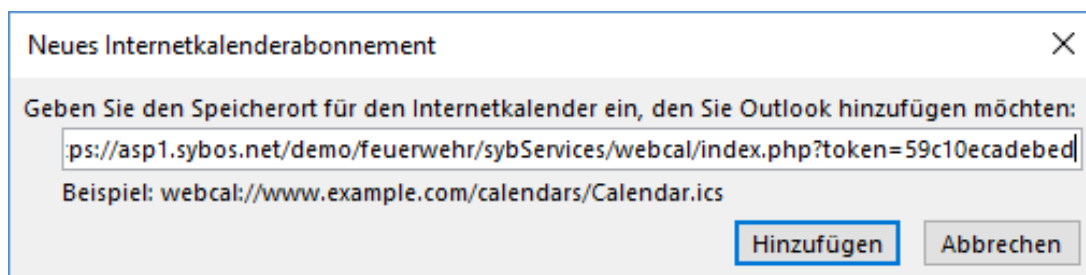 Neues Internetkalenderabonnement
Geben Sie den Speicherort für den Internetkalender ein, den Sie Outlook hinzufügen möchten:
:ps://asp1.sybos.net/demo/feuerwehr/sybServices/webcal/index.php?token=59c10ecadebed
Beispiel: webcal://www.example.com/calendars/Calendar.ics
Hinzufügen Abbrechen